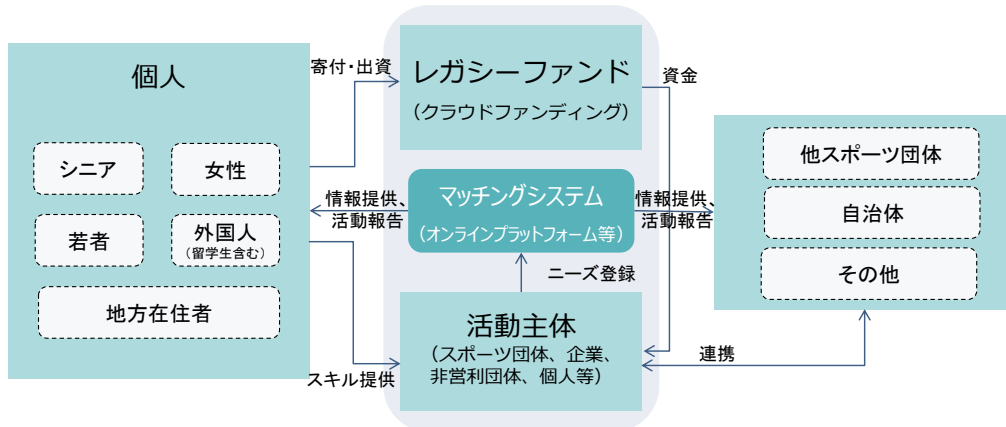 個人
シニア
女性
若者
外国人
（留学生含む）
地方在住者
寄付・出資
レガシーファンド
（クラウドファンディング）
資金
情報提供、
活動報告
マッチングシステム
（オンラインプラットフォーム等）
情報提供、
活動報告
ニーズ登録
活動主体
（スポーツ団体、企業、
非営利団体、個人等）
スキル提供
連携
他スポーツ団体
自治体
その他